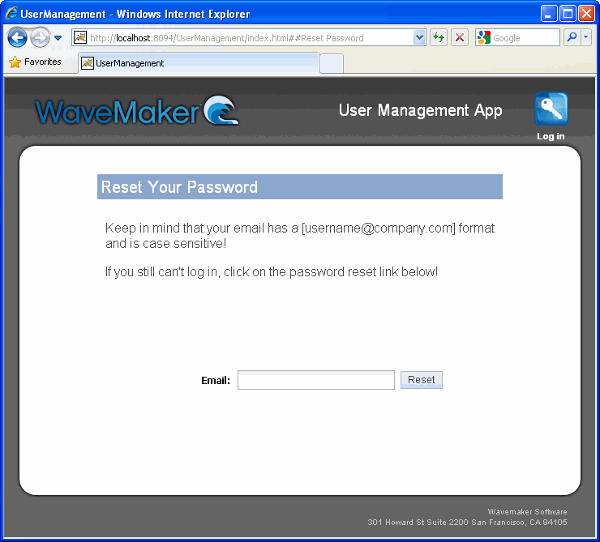 UserManagement - Windows Internet Explorer
http://localhost:8094/UserManagement/index.html##Reset Password
Google
Favorites
UserManagement
WaveMaker
User Management App
Log in
Reset Your Password
Keep in mind that your email has a [username@company.com] format
and is case sensitive!
If you still can't log in, click on the password reset link below!
Email:
Reset
Wavemaker Software
301 Howard St Suite 2200 San Francisco, CA 94105